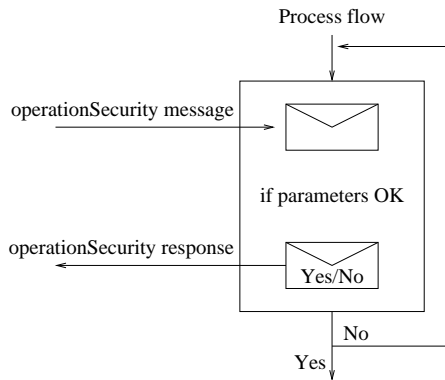 Process flow
operationSecurity message
if parameters OK
operationSecurity response
Yes/No
No
Yes